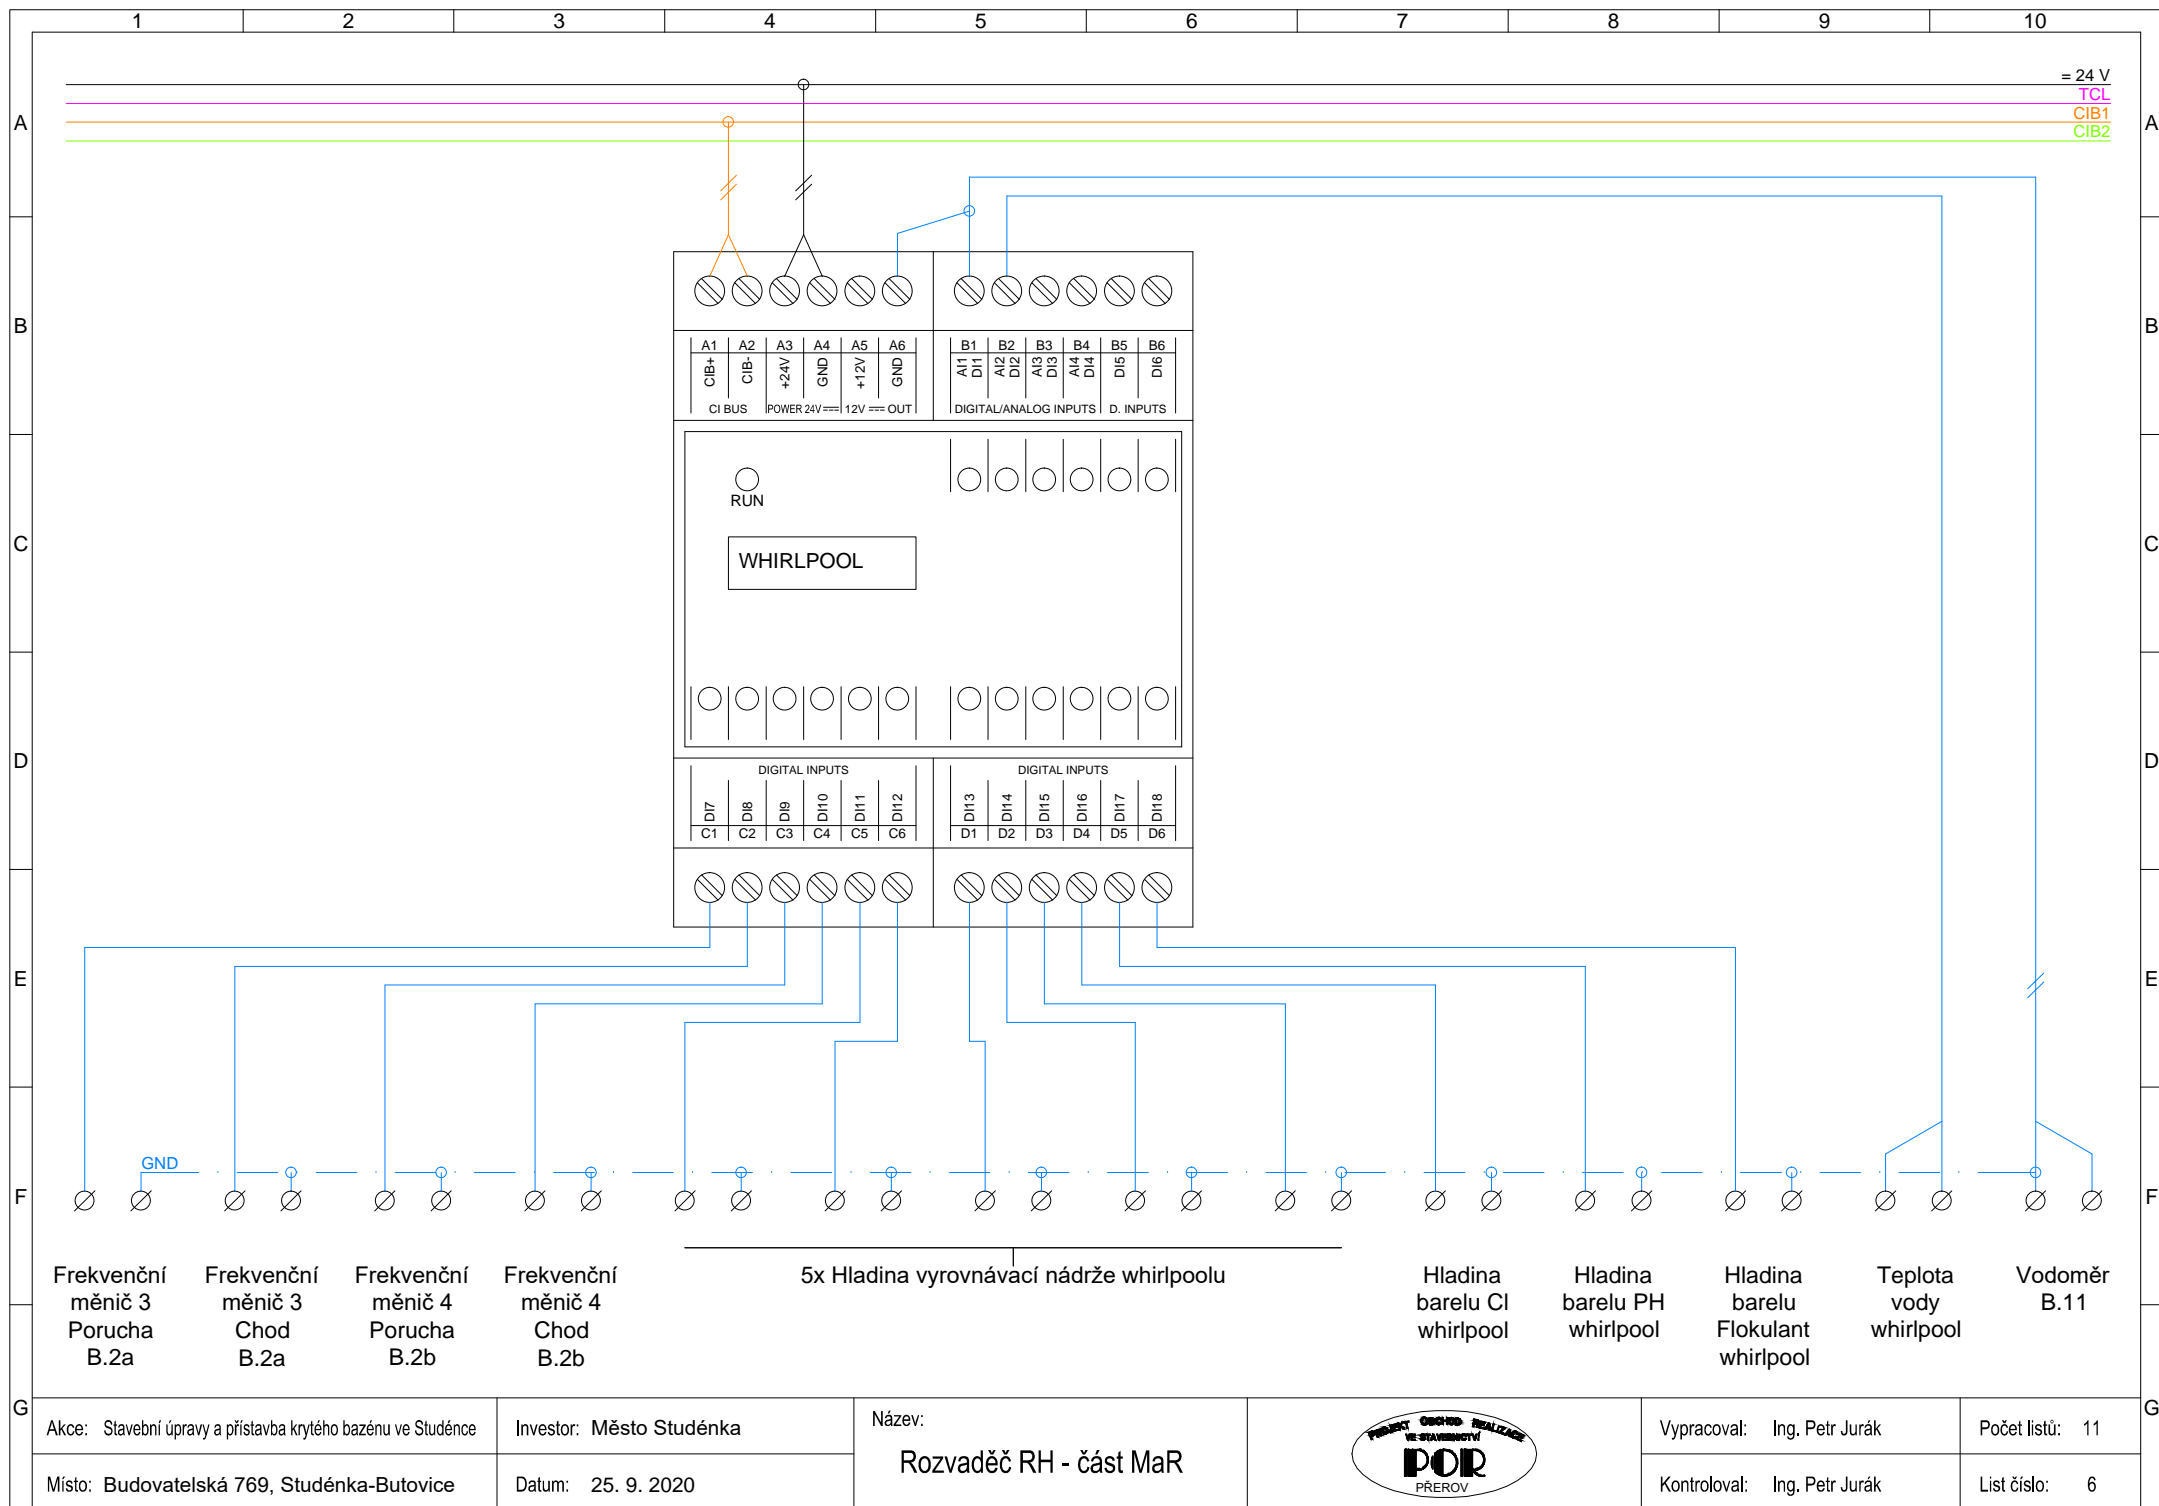 1 2 3 4 5 6 7 8 9 10
= 24 V
TCL
CIB1
CIB2
A A
B B
A1 A2 A3 A4 A5 A6 B1 B2 B3 B4 B5 B6
CIB+ CIB- +24V GND +12V GND AI1 DI1 AI2 DI2 AI3 DI3 AI4 DI4 DI5 DI6
CI BUS POWER 24V 12V OUT DIGITAL/ANALOG INPUTS D. INPUTS
RUN
C C
WHIRLPOOL
D D
DIGITAL INPUTS DIGITAL INPUTS
DI7 DI8 DI9 DI10 DI11 DI12 DI13 DI14 DI15 DI16 DI17 DI18
C1 C2 C3 C4 C5 C6 D1 D2 D3 D4 D5 D6
E E
GND
F F
Frekvenční
měnič 3
Porucha
B.2a
Frekvenční
měnič 3
Chod
B.2a
Frekvenční
měnič 4
Porucha
B.2b
Frekvenční
měnič 4
Chod
B.2b
5x Hladina vyrovnávací nádrže whirlpoolu
Hladina
barelu Cl
whirlpool
Hladina
barelu PH
whirlpool
Hladina
barelu
Flokulant
whirlpool
Teplota
vody
whirlpool
Vodoměr
B.11
G G
Akce: Stavební úpravy a přístavba krytého bazénu ve Studénce
Místo: Budovatelská 769, Studénka-Butovice
Investor: Město Studénka
Datum: 25. 9. 2020
Název:
Rozvaděč RH - část MaR
PROJEKT OBCHOD REALIZACE
VE STAVEBNICTVÍ
POR
PŘEROV
Vypracoval: Ing. Petr Jurák
Kontroloval: Ing. Petr Jurák
Počet listů: 11
List číslo: 6